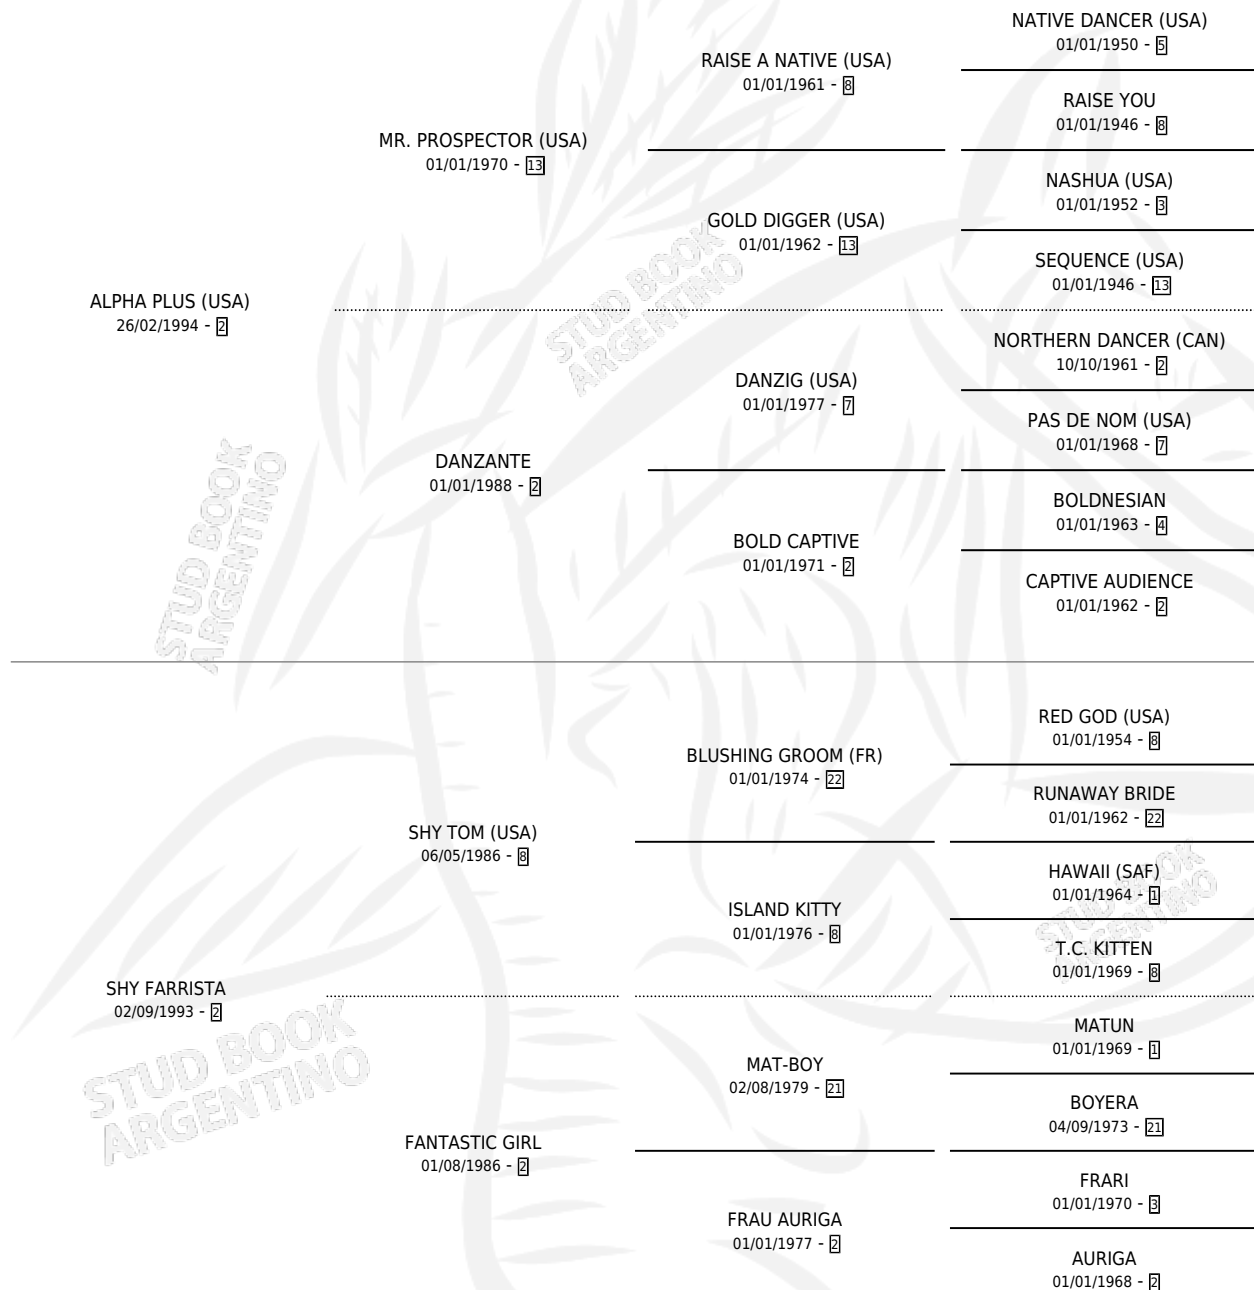 NATIVE DANCER (USA)
01/01/1950 - 5
RAISE A NATIVE (USA)
01/01/1961 - 8
RAISE YOU
01/01/1946 - 8
MR. PROSPECTOR (USA)
01/01/1970 - 13
NASHUA (USA)
01/01/1952 - 3
GOLD DIGGER (USA)
01/01/1962 - 13
SEQUENCE (USA)
01/01/1946 - 13
ALPHA PLUS (USA)
26/02/1994 - 2
STUD BOOK
ARGENTINO
NORTHERN DANCER (CAN)
10/10/1961 - 2
DANZIG (USA)
01/01/1977 - 7
PAS DE NOM (USA)
01/01/1968 - 7
DANZANTE
01/01/1988 - 2
BOLDNESIAN
01/01/1963 - 4
BOLD CAPTIVE
01/01/1971 - 2
CAPTIVE AUDIENCE
01/01/1962 - 2
STUD BOOK
ARGENTINO
RED GOD (USA)
01/01/1954 - 8
BLUSHING GROOM (FR)
01/01/1974 - 22
RUNAWAY BRIDE
01/01/1962 - 22
SHY TOM (USA)
06/05/1986 - 8
HAWAII (SAF)
01/01/1964 - 1
ISLAND KITTY
01/01/1976 - 8
STUD BOOK
ARGENTINO
T.C. KITTEN
01/01/1969 - 8
SHY FARRISTA
02/09/1993 - 2
STUD BOOK
ARGENTINO
MATUN
01/01/1969 - 1
MAT-BOY
02/08/1979 - 21
BOYERA
04/09/1973 - 21
FANTASTIC GIRL
01/08/1986 - 2
FRARI
01/01/1970 - 3
FRAU AURIGA
01/01/1977 - 2
AURIGA
01/01/1968 - 2